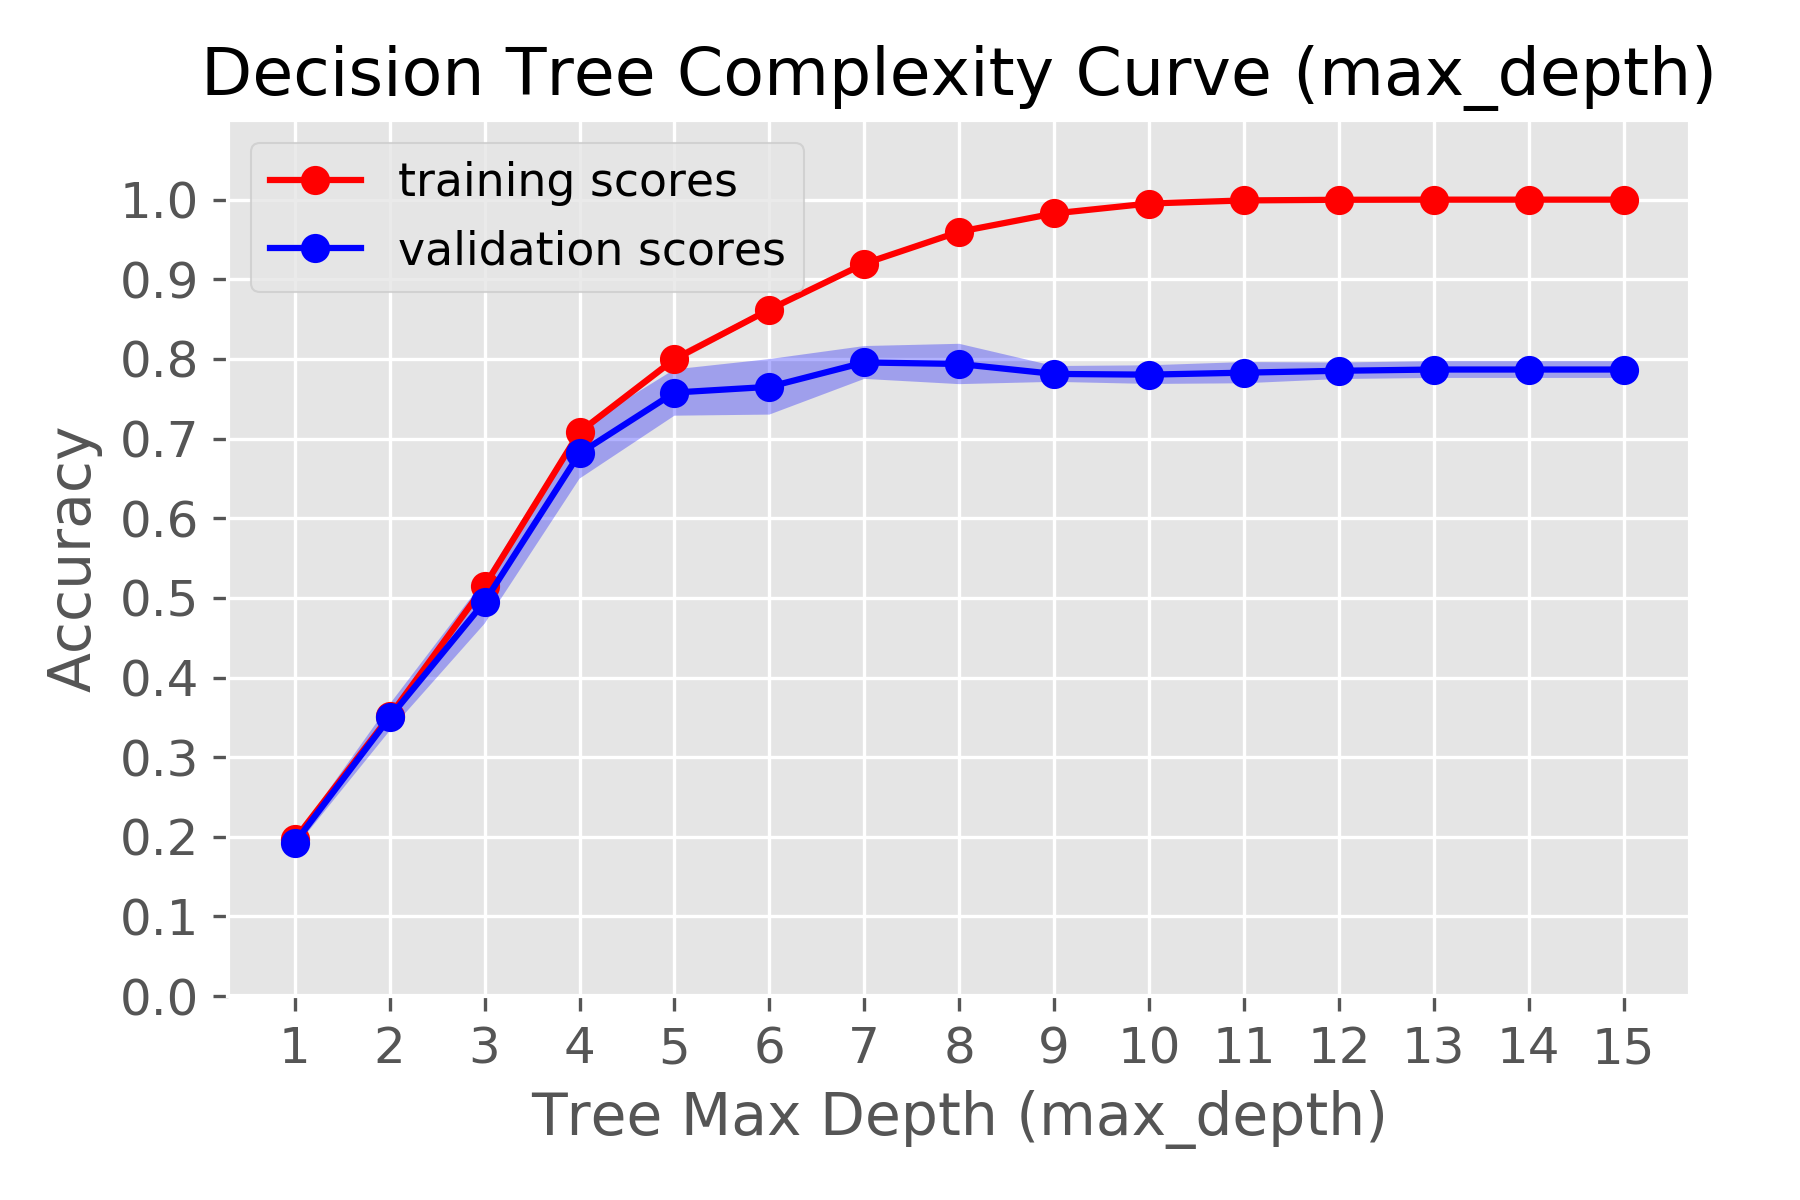 Decision Tree Complexity Curve (max_depth)
training scores
validation scores
Accuracy
1.0
0.9
0.8
0.7
0.6
0.5
0.4
0.3
0.2
0.1
0.0
1 2 3 4 5 6 7 8 9 10 11 12 13 14 15
Tree Max Depth (max_depth)